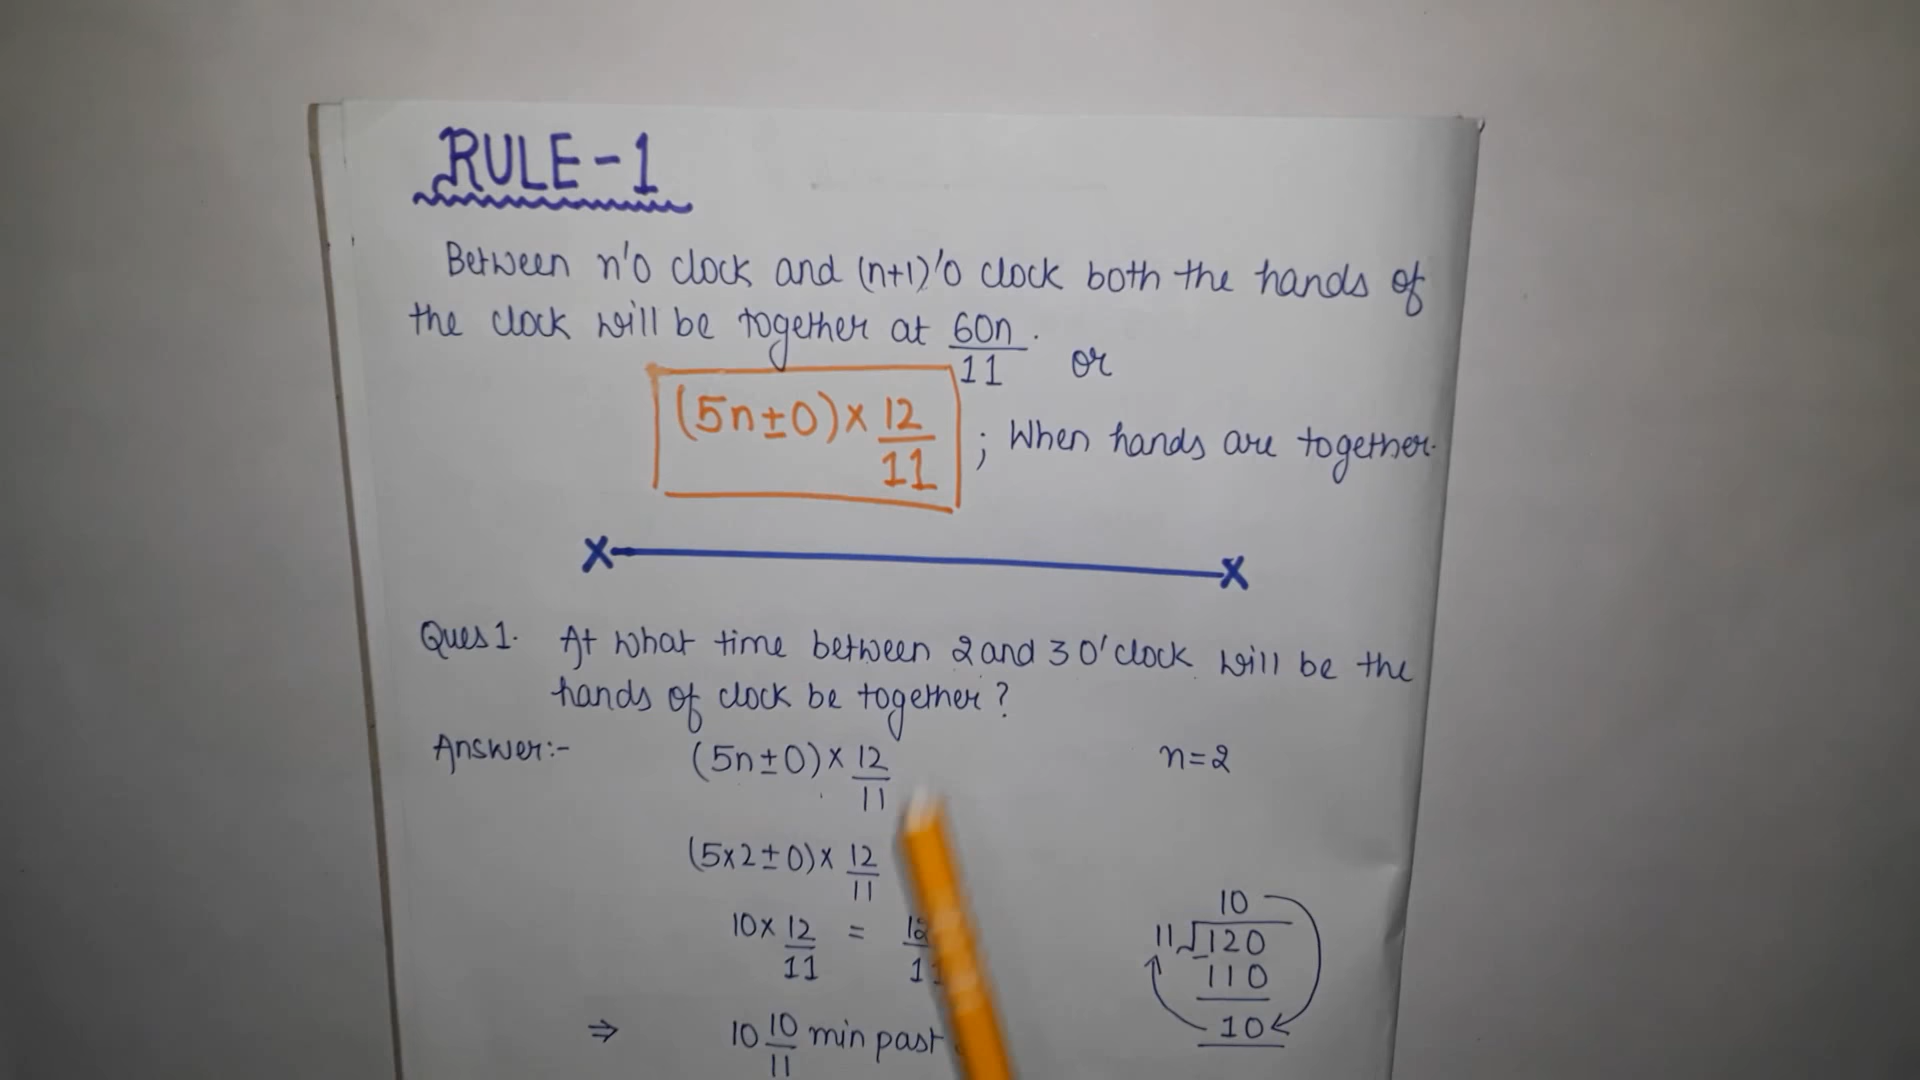 RULE-1
Between n'o clock and (n+1)'o clock both the hands of
the clock will be together at 60n/11. or
(5n±0)×12/11 ; When hands are together.
x x
Ques 1. At what time between 2 and 3 o'clock will be the
hands of clock be together?
Answer:- (5n±0)×12/11 n=2
(5×2±0)×12/11
10×12/11 =
10
11√120
110
10
⇒ 10 10/11 min past